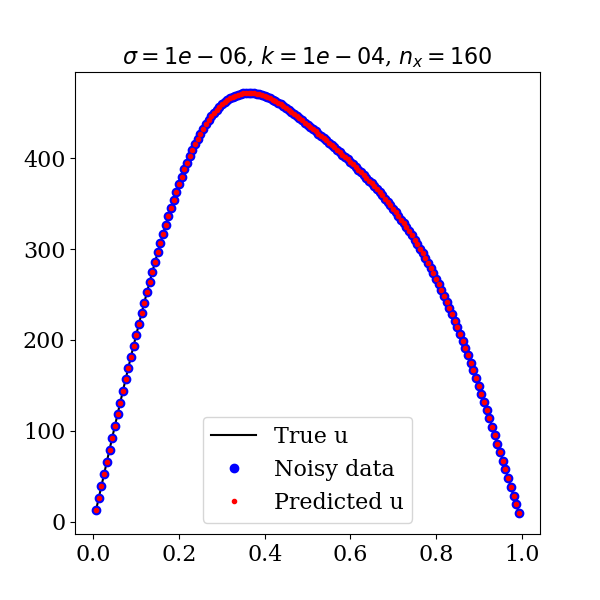 σ = 1e − 06, k = 1e − 04, nₓ = 160
400
300
200
100
0
True u
Noisy data
Predicted u
0.0 0.2 0.4 0.6 0.8 1.0